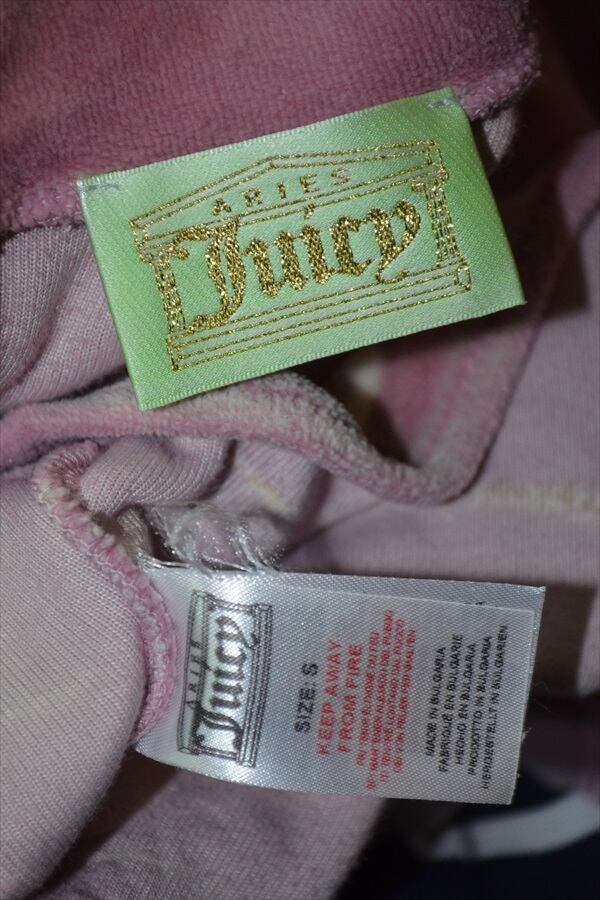 ARIES
Juicy
ARIES
Juicy
SIZE: S
KEEP AWAY
FROM FIRE
MADE IN BULGARIA
FABRIQUÉ EN BULGARIE
HECHO EN BULGARIA
PRODOTTO IN BULGARIA
HERGESTELLT IN BULGARIEN